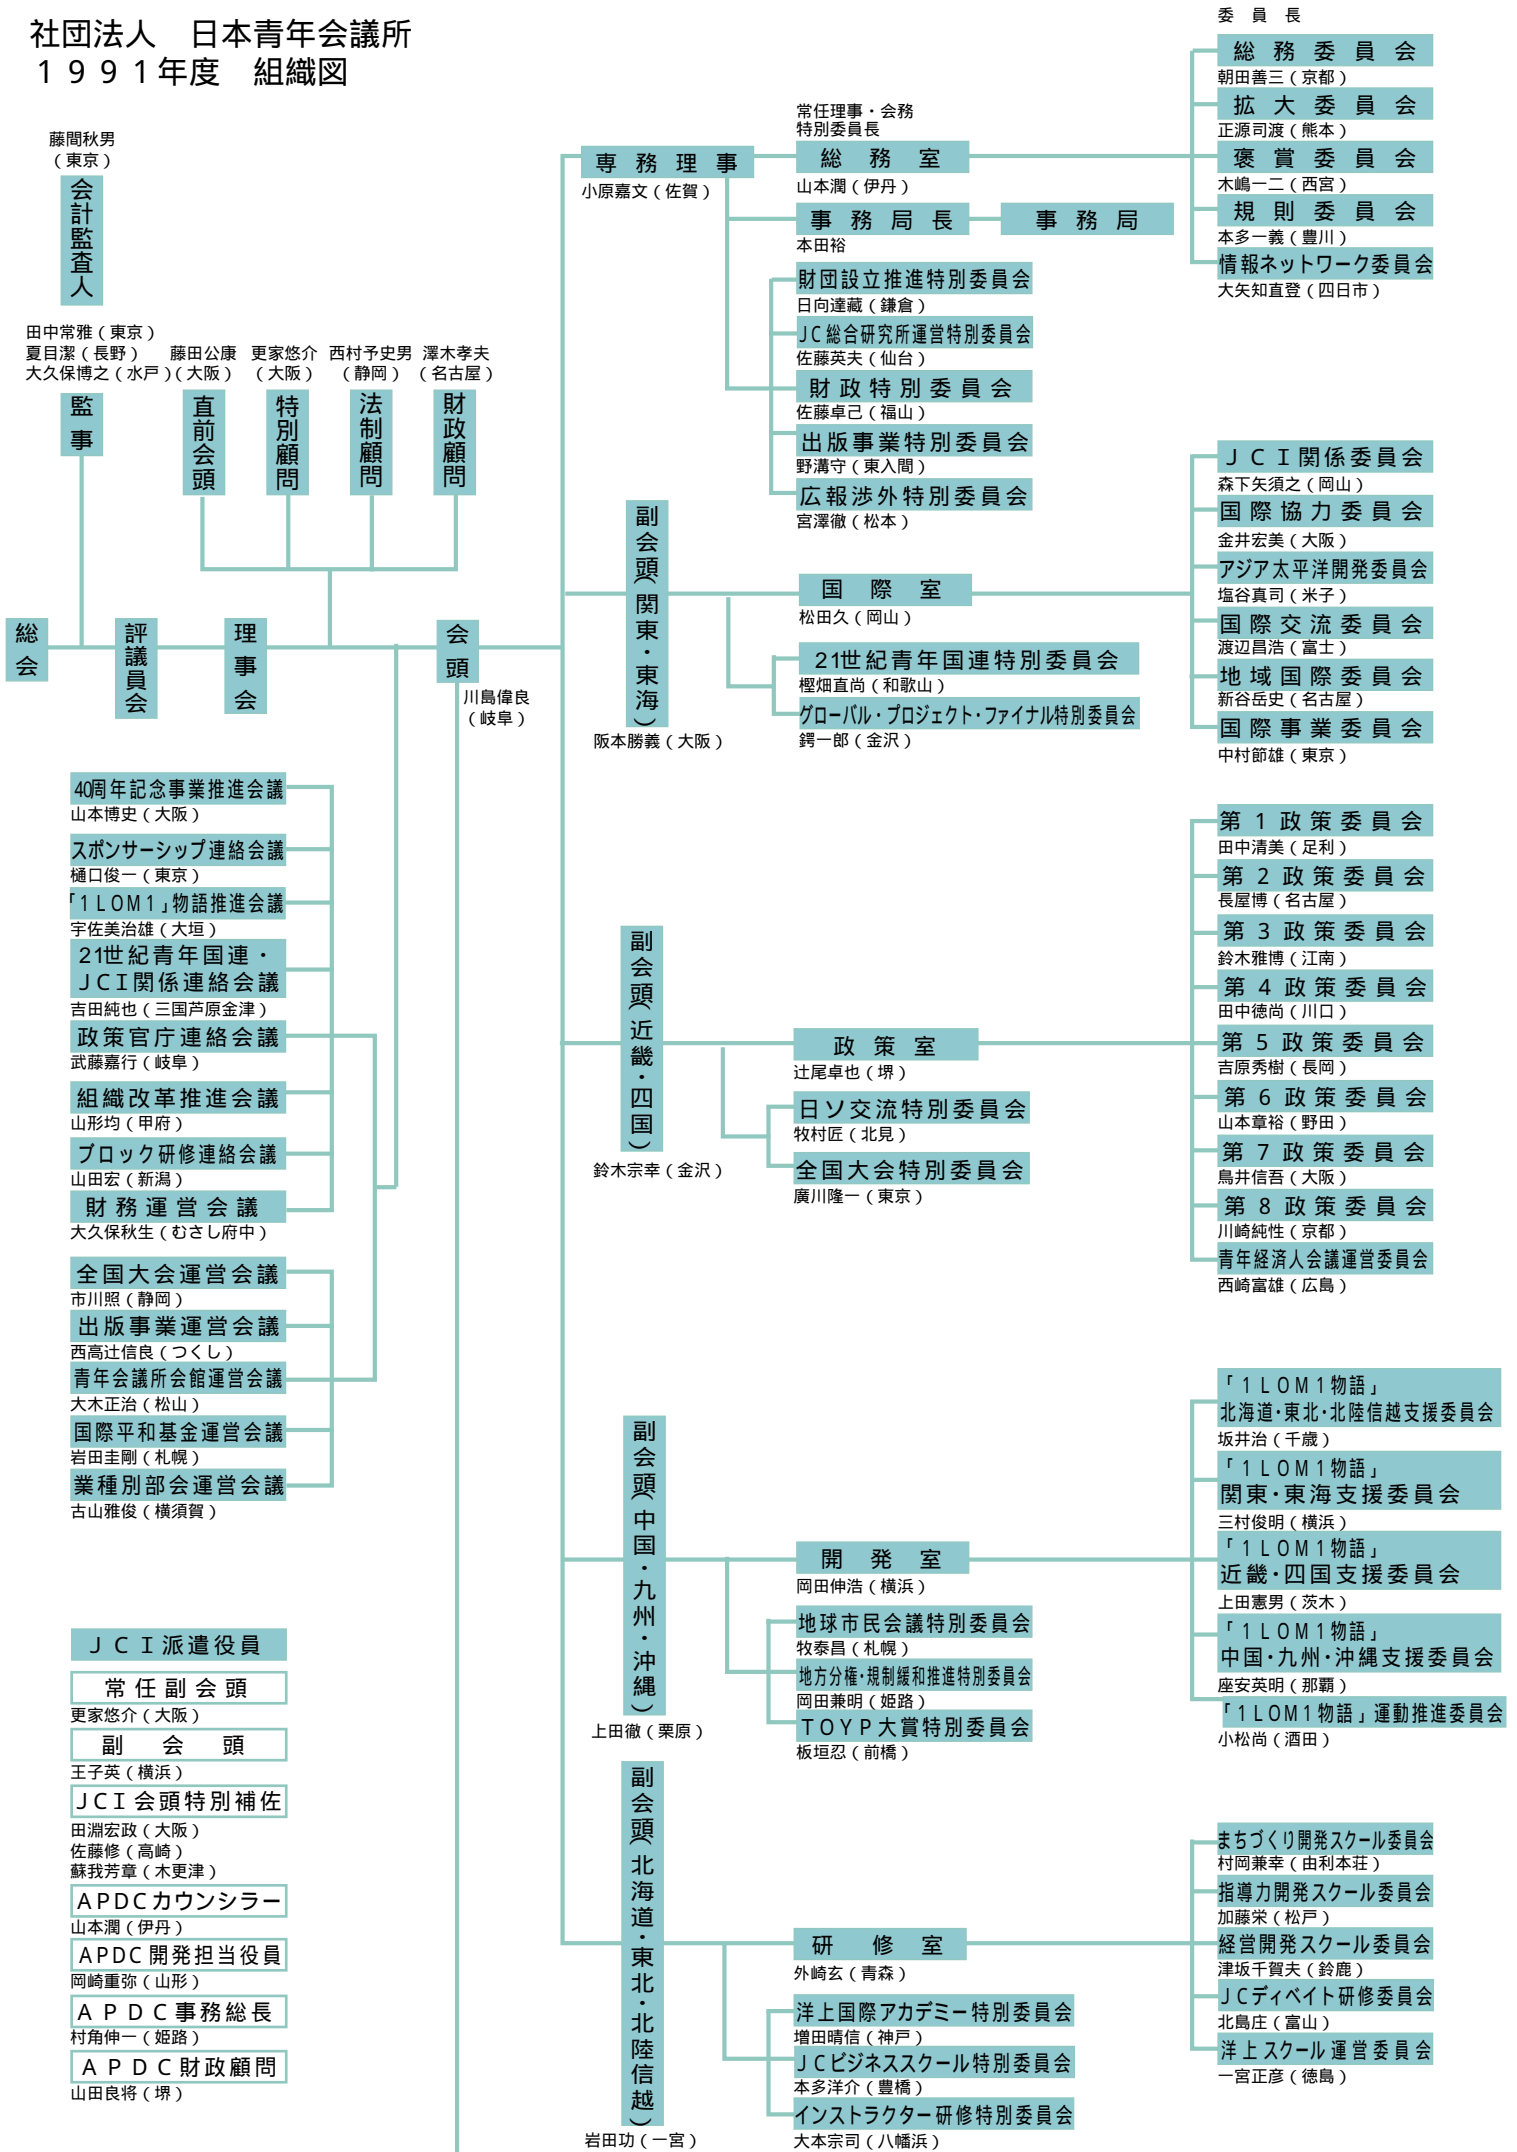 社団法人　日本青年会議所
１９９１年度　組織図
藤間秋男
（東京）
会計監査人
田中常雅（東京）
夏目潔（長野）
大久保博之（水戸）
監事
藤田公康
（大阪）
直前会頭
更家悠介
（大阪）
特別顧問
西村予史男
（静岡）
法制顧問
澤木孝夫
（名古屋）
財政顧問
総会
評議員会
理事会
会頭
川島偉良
（岐阜）
40周年記念事業推進会議
山本博史（大阪）
スポンサーシップ連絡会議
樋口俊一（東京）
「１ＬＯＭ１」物語推進会議
宇佐美治雄（大垣）
21世紀青年国連・
ＪＣＩ関係連絡会議
吉田純也（三国芦原金津）
政策官庁連絡会議
武藤嘉行（岐阜）
組織改革推進会議
山形均（甲府）
ブロック研修連絡会議
山田宏（新潟）
財務運営会議
大久保秋生（むさし府中）
全国大会運営会議
市川照（静岡）
出版事業運営会議
西高辻信良（つくし）
青年会議所会館運営会議
大木正治（松山）
国際平和基金運営会議
岩田圭剛（札幌）
業種別部会運営会議
古山雅俊（横須賀）
ＪＣＩ派遣役員
常任副会頭
更家悠介（大阪）
副会頭
王子英（横浜）
ＪＣＩ会頭特別補佐
田淵宏政（大阪）
佐藤修（高崎）
蘇我芳章（木更津）
ＡＰＤＣカウンシラー
山本潤（伊丹）
ＡＰＤＣ開発担当役員
岡崎重弥（山形）
ＡＰＤＣ事務総長
村角伸一（姫路）
ＡＰＤＣ財政顧問
山田良将（堺）
専務理事
小原嘉文（佐賀）
常任理事・会務
特別委員長
総務室
山本潤（伊丹）
事務局長
本田裕
事務局
財団設立推進特別委員会
日向達蔵（鎌倉）
ＪＣ総合研究所運営特別委員会
佐藤英夫（仙台）
財政特別委員会
佐藤卓己（福山）
出版事業特別委員会
野溝守（東入間）
広報渉外特別委員会
宮澤徹（松本）
委員長
総務委員会
朝田善三（京都）
拡大委員会
正源司渡（熊本）
褒賞委員会
木嶋一二（西宮）
規則委員会
本多一義（豊川）
情報ネットワーク委員会
大矢知直登（四日市）
副会頭（関東・東海）
阪本勝義（大阪）
国際室
松田久（岡山）
21世紀青年国連特別委員会
樫畑直尚（和歌山）
グローバル・プロジェクト・ファイナル特別委員会
鍔一郎（金沢）
ＪＣＩ関係委員会
森下矢須之（岡山）
国際協力委員会
金井宏美（大阪）
アジア太平洋開発委員会
塩谷真司（米子）
国際交流委員会
渡辺昌浩（富士）
地域国際委員会
新谷岳史（名古屋）
国際事業委員会
中村節雄（東京）
副会頭（近畿・四国）
鈴木宗幸（金沢）
政策室
辻尾卓也（堺）
日ソ交流特別委員会
牧村匠（北見）
全国大会特別委員会
廣川隆一（東京）
第１政策委員会
田中清美（足利）
第２政策委員会
長屋博（名古屋）
第３政策委員会
鈴木雅博（江南）
第４政策委員会
田中徳尚（川口）
第５政策委員会
吉原秀樹（長岡）
第６政策委員会
山本章裕（野田）
第７政策委員会
鳥井信吾（大阪）
第８政策委員会
川崎純性（京都）
青年経済人会議運営委員会
西崎富雄（広島）
副会頭（中国・九州・沖縄）
上田徹（栗原）
開発室
岡田伸浩（横浜）
地球市民会議特別委員会
牧泰昌（札幌）
地方分権・規制緩和推進特別委員会
岡田兼明（姫路）
ＴＯＹＰ大賞特別委員会
板垣忍（前橋）
「１ＬＯＭ１物語」
北海道・東北・北陸信越支援委員会
坂井治（千歳）
「１ＬＯＭ１物語」
関東・東海支援委員会
三村俊明（横浜）
「１ＬＯＭ１物語」
近畿・四国支援委員会
上田憲男（茨木）
「１ＬＯＭ１物語」
中国・九州・沖縄支援委員会
座安英明（那覇）
「１ＬＯＭ１物語」運動推進委員会
小松尚（酒田）
副会頭（北海道・東北・北陸信越）
岩田功（一宮）
研修室
外崎玄（青森）
洋上国際アカデミー特別委員会
増田晴信（神戸）
ＪＣビジネススクール特別委員会
本多洋介（豊橋）
インストラクター研修特別委員会
大本宗司（八幡浜）
まちづくり開発スクール委員会
村岡兼幸（由利本荘）
指導力開発スクール委員会
加藤栄（松戸）
経営開発スクール委員会
津坂千賀夫（鈴鹿）
ＪＣディベイト研修委員会
北島庄（富山）
洋上スクール運営委員会
一宮正彦（徳島）